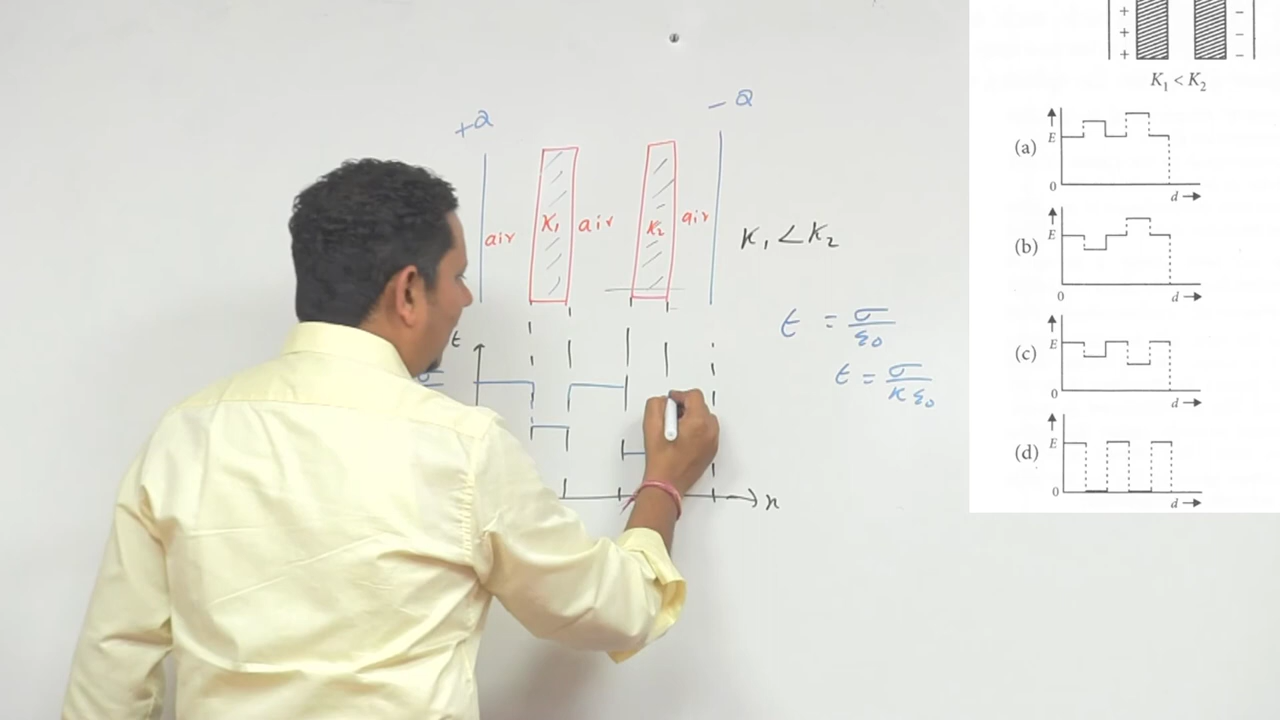 +Q
− Q
air
K₁
air
K₂
air
K₁ < K₂
E = σ/ε₀
E = σ/Kε₀
E
σ
x
+ −
+ −
+ −
K₁ < K₂
(a)
E
0
d →
(b)
E
0
d →
(c)
E
0
d →
(d)
E
0
d →